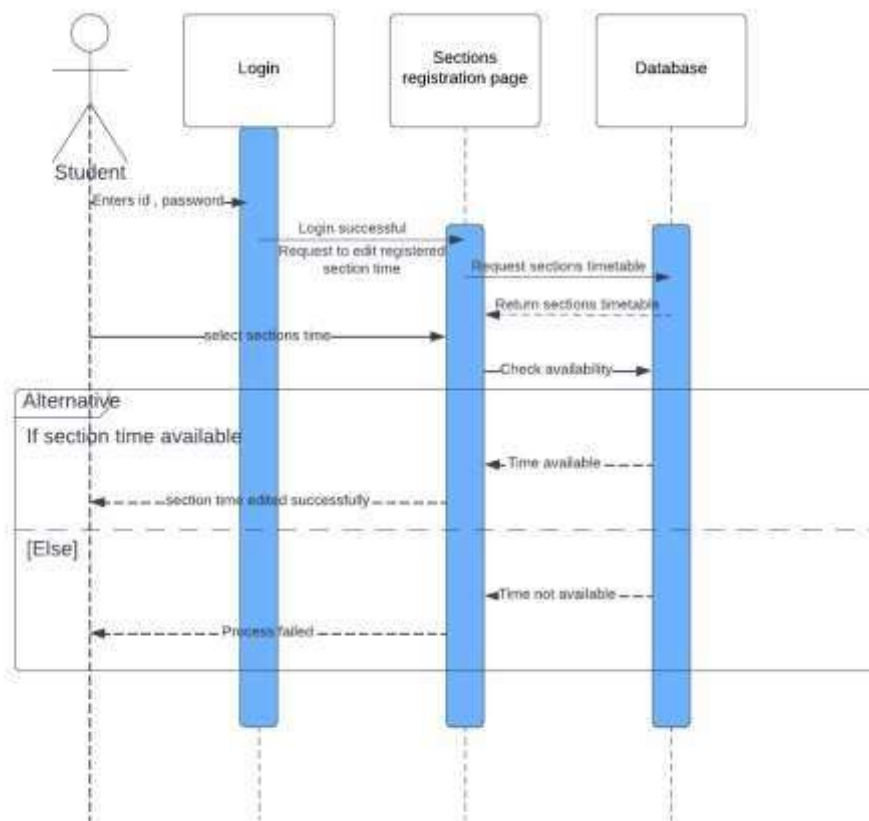 Login
Sections
registration page
Database
Student
Enters id , password
Login successful
Request to edit registered
section time
Request sections timetable
Return sections timetable
select sections time
Check availability
Alternative
If section time available
Time available
section time edited successfully
[Else]
Time not available
Process failed